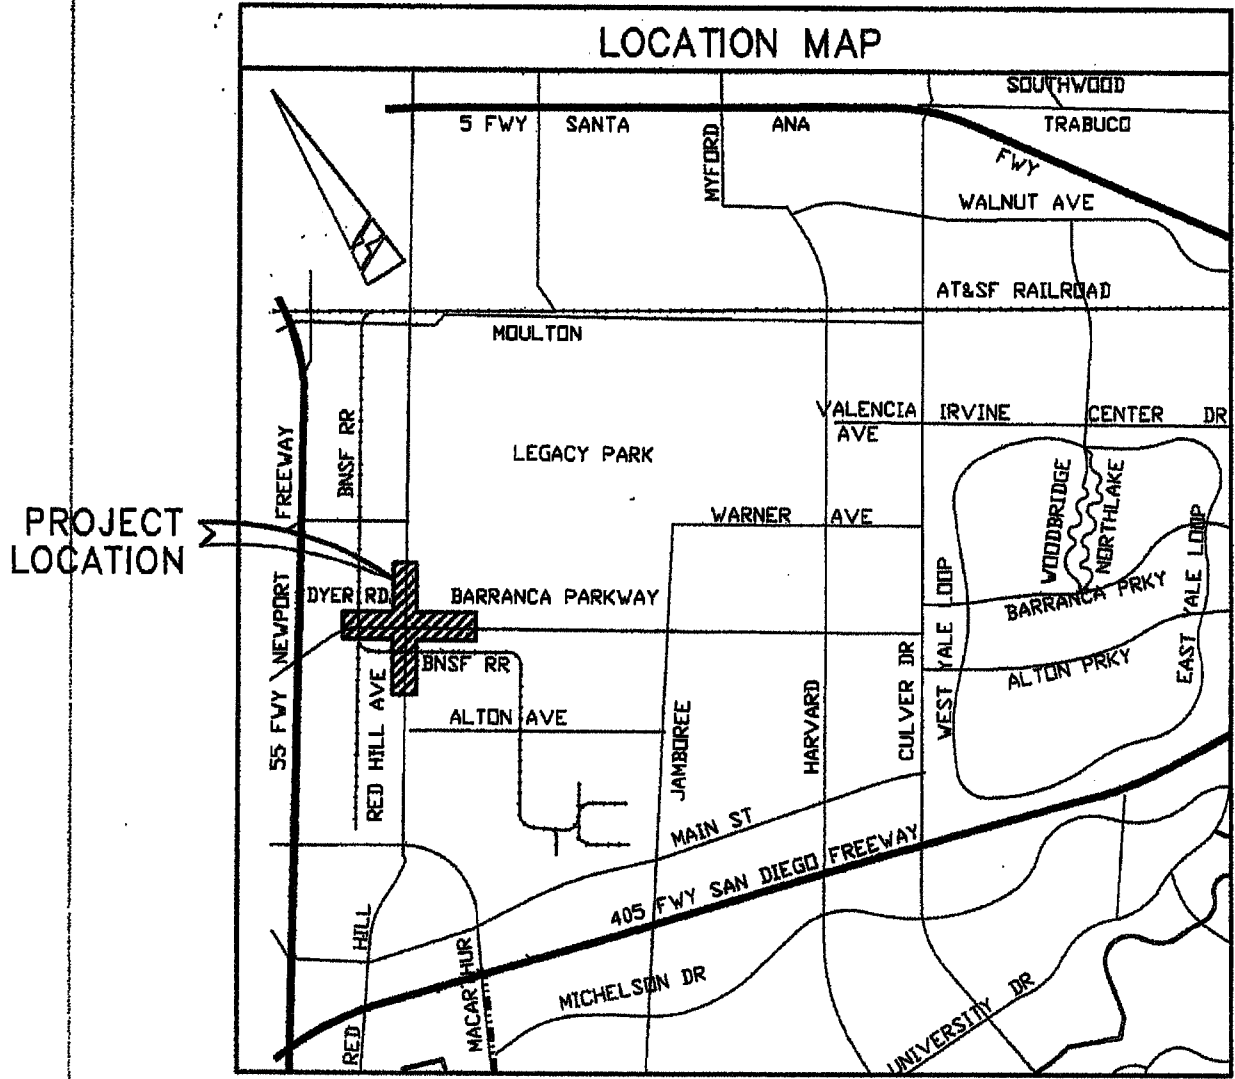 LOCATION MAP
SOUTHWOOD
5 FWY SANTA ANA
TRABUCO
FWY
MYFORD
WALNUT AVE
AT&SF RAILROAD
MOULTON
VALENCIA
AVE
IRVINE CENTER DR
BNSF RR
LEGACY PARK
WOODBRIDGE
NORTHLAKE
PROJECT
LOCATION
WARNER AVE
55 FWY NEWPORT FREEWAY
DYER RD
BARRANCA PARKWAY
BARRANCA PRKY
WEST YALE LOOP
EAST YALE LOOP
BNSF RR
ALTON PRKY
RED HILL AVE
ALTON AVE
JAMBOREE
HARVARD
CULVER DR
MAIN ST
405 FWY SAN DIEGO FREEWAY
RED HILL
MACARTHUR
MICHELSON DR
UNIVERSITY DR